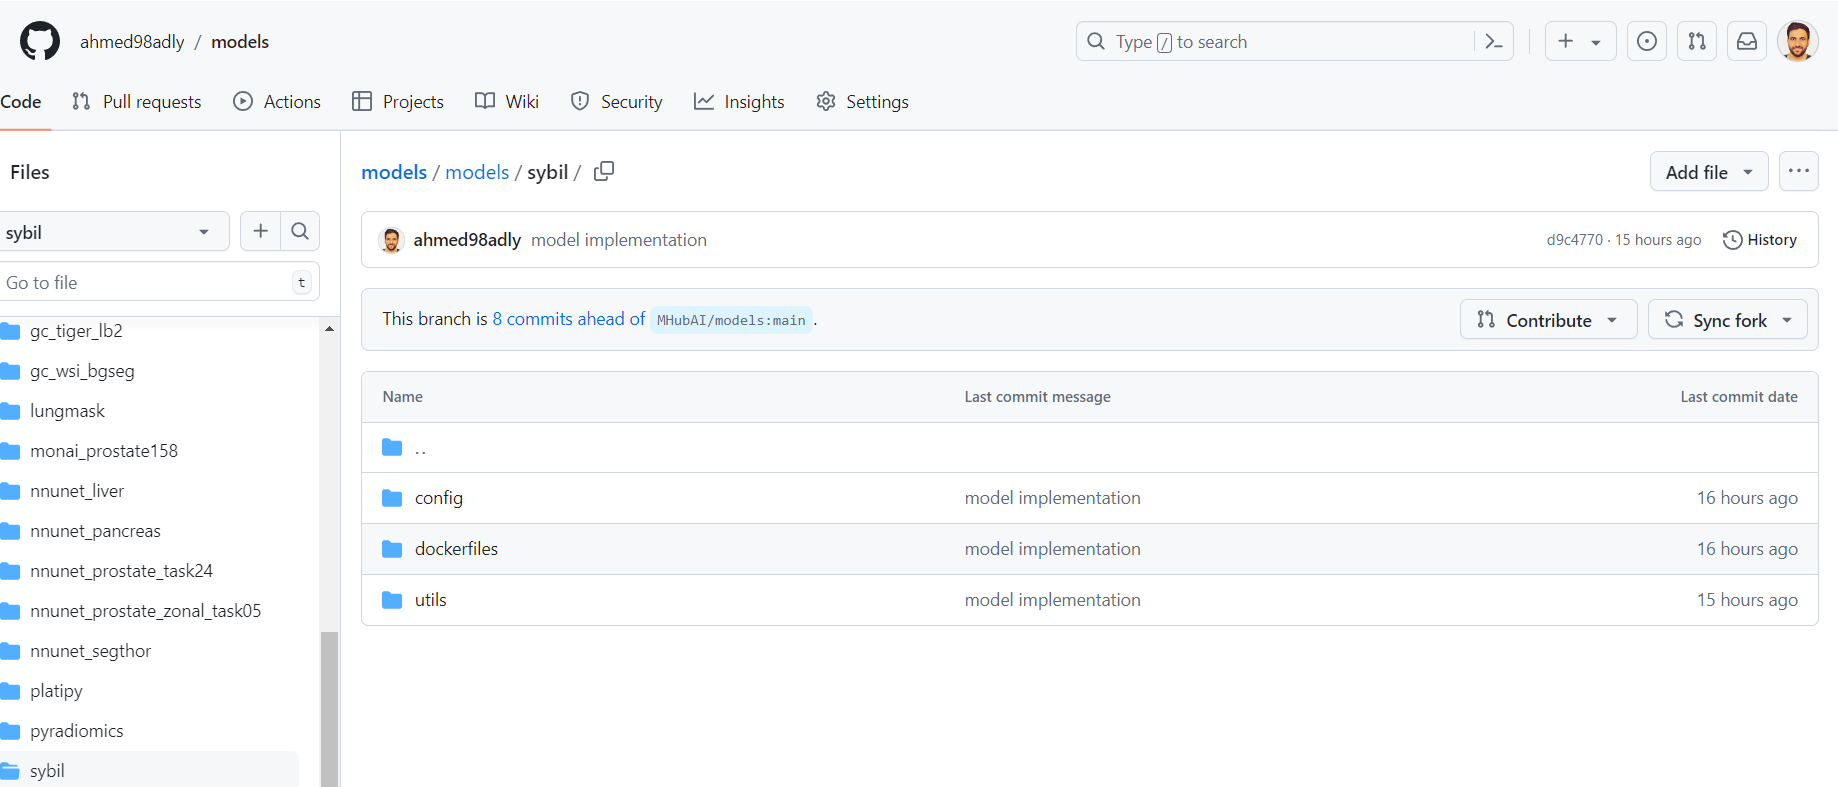 ahmed98adly / models
Type / to search
Code Pull requests Actions Projects Wiki Security Insights Settings
Files
sybil
Go to file t
gc_tiger_lb2
gc_wsi_bgseg
lungmask
monai_prostate158
nnunet_liver
nnunet_pancreas
nnunet_prostate_task24
nnunet_prostate_zonal_task05
nnunet_segthor
platipy
pyradiomics
sybil
models / models / sybil /
Add file
ahmed98adly model implementation d9c4770 · 15 hours ago History
This branch is 8 commits ahead of MHubAI/models:main .
Contribute Sync fork
Name Last commit message Last commit date
..
config model implementation 16 hours ago
dockerfiles model implementation 16 hours ago
utils model implementation 15 hours ago